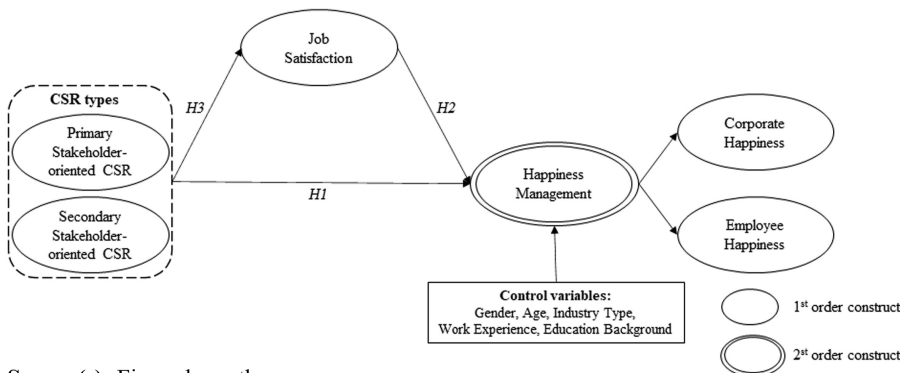 Job
Satisfaction
CSR types
Primary
Stakeholder-
oriented CSR
Secondary
Stakeholder-
oriented CSR
H3
H2
H1
Happiness
Management
Corporate
Happiness
Employee
Happiness
Control variables:
Gender, Age, Industry Type,
Work Experience, Education Background
1st order construct
2st order construct